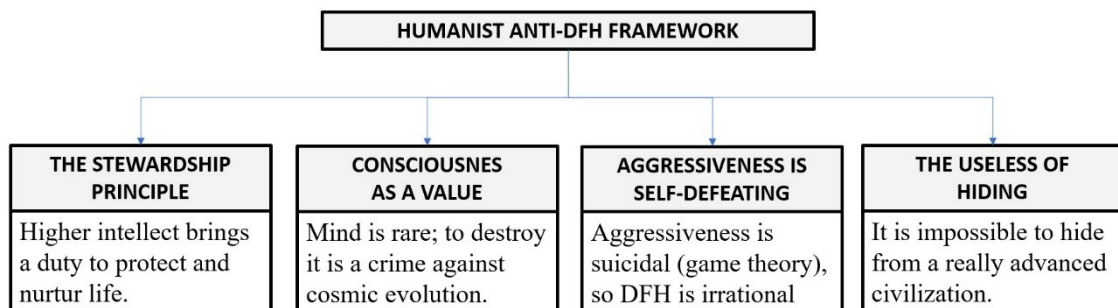 HUMANIST ANTI-DFH FRAMEWORK
THE STEWARDSHIP
PRINCIPLE
Higher intellect brings
a duty to protect and
nurtur life.
CONSCIOUSNES
AS A VALUE
Mind is rare; to destroy
it is a crime against
cosmic evolution.
AGGRESSIVENESS IS
SELF-DEFEATING
Aggressiveness is
suicidal (game theory),
so DFH is irrational
THE USELESS OF
HIDING
It is impossible to hide
from a really advanced
civilization.